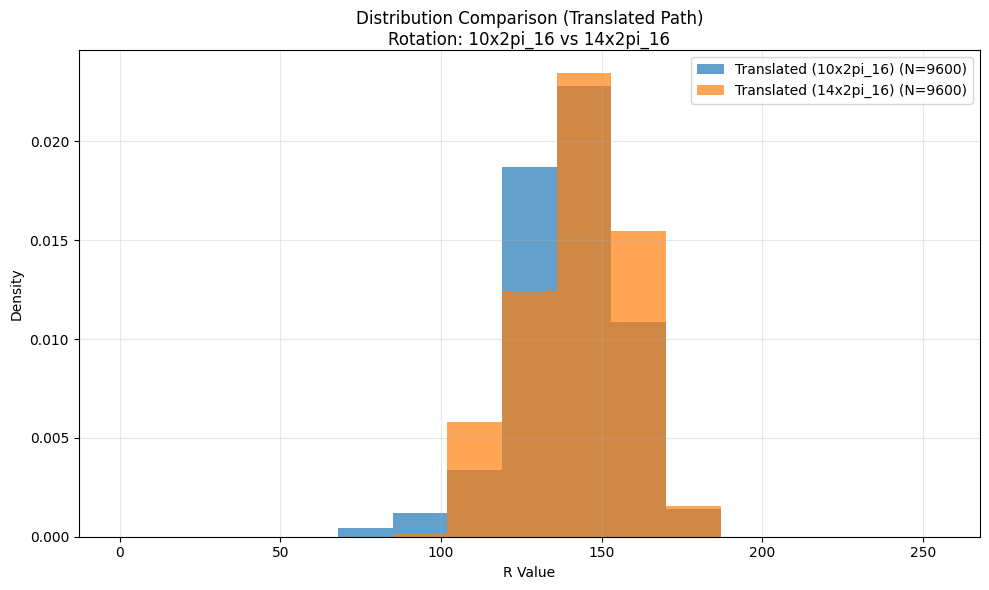 Distribution Comparison (Translated Path)
Rotation: 10x2pi_16 vs 14x2pi_16
Translated (10x2pi_16) (N=9600)
Translated (14x2pi_16) (N=9600)
Density
0.020
0.015
0.010
0.005
0.000
0 50 100 150 200 250
R Value